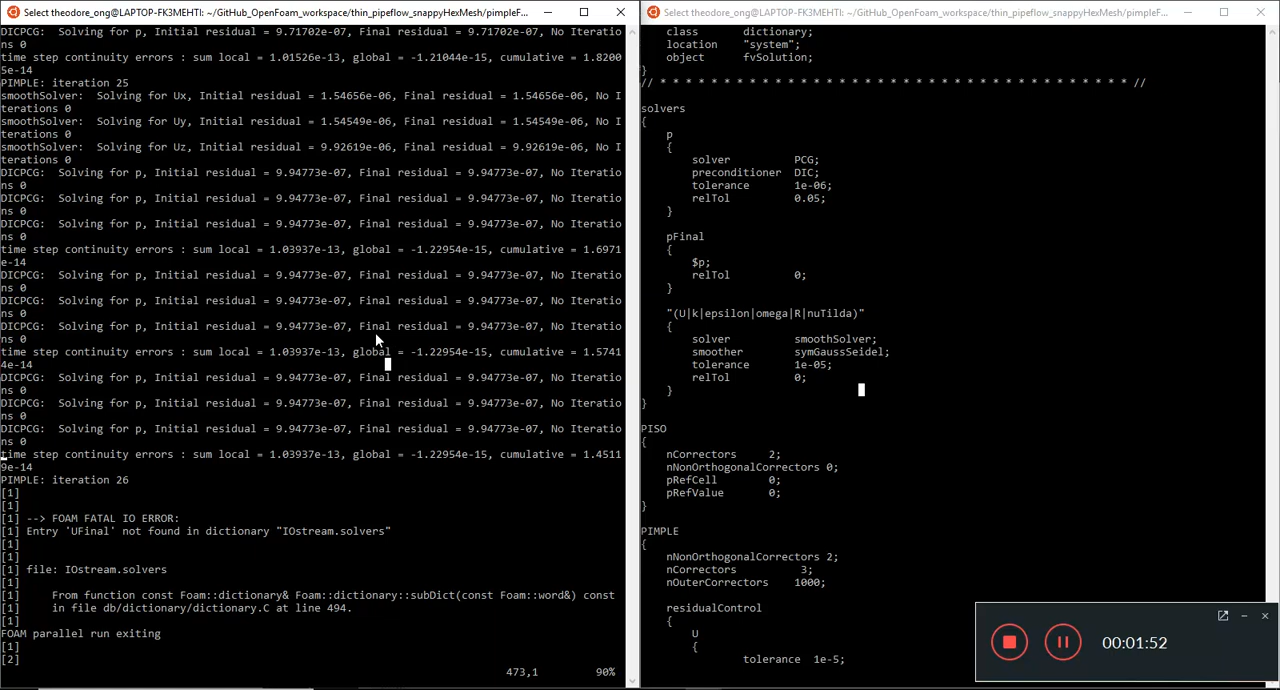 Select theodore_ong@LAPTOP-FK3MEHTI: ~/GitHub_OpenFoam_workspace/thin_pipeflow_snappyHexMesh/pimpleF...
DICPCG:  Solving for p, Initial residual = 9.71702e-07, Final residual = 9.71702e-07, No Iteratio
ns 0
time step continuity errors : sum local = 1.01526e-13, global = -1.21044e-15, cumulative = 1.8200
5e-14
PIMPLE: iteration 25
smoothSolver:  Solving for Ux, Initial residual = 1.54656e-06, Final residual = 1.54656e-06, No I
terations 0
smoothSolver:  Solving for Uy, Initial residual = 1.54549e-06, Final residual = 1.54549e-06, No I
terations 0
smoothSolver:  Solving for Uz, Initial residual = 9.92619e-06, Final residual = 9.92619e-06, No I
terations 0
DICPCG:  Solving for p, Initial residual = 9.94773e-07, Final residual = 9.94773e-07, No Iteratio
ns 0
DICPCG:  Solving for p, Initial residual = 9.94773e-07, Final residual = 9.94773e-07, No Iteratio
ns 0
DICPCG:  Solving for p, Initial residual = 9.94773e-07, Final residual = 9.94773e-07, No Iteratio
ns 0
time step continuity errors : sum local = 1.03937e-13, global = -1.22954e-15, cumulative = 1.6971
e-14
DICPCG:  Solving for p, Initial residual = 9.94773e-07, Final residual = 9.94773e-07, No Iteratio
ns 0
DICPCG:  Solving for p, Initial residual = 9.94773e-07, Final residual = 9.94773e-07, No Iteratio
ns 0
DICPCG:  Solving for p, Initial residual = 9.94773e-07, Final residual = 9.94773e-07, No Iteratio
ns 0
time step continuity errors : sum local = 1.03937e-13, global = -1.22954e-15, cumulative = 1.5741
4e-14
DICPCG:  Solving for p, Initial residual = 9.94773e-07, Final residual = 9.94773e-07, No Iteratio
ns 0
DICPCG:  Solving for p, Initial residual = 9.94773e-07, Final residual = 9.94773e-07, No Iteratio
ns 0
DICPCG:  Solving for p, Initial residual = 9.94773e-07, Final residual = 9.94773e-07, No Iteratio
ns 0
time step continuity errors : sum local = 1.03937e-13, global = -1.22954e-15, cumulative = 1.4511
9e-14
PIMPLE: iteration 26
[1]
[1]
[1] --> FOAM FATAL IO ERROR:
[1] Entry 'UFinal' not found in dictionary "IOstream.solvers"
[1]
[1]
[1] file: IOstream.solvers
[1]
[1]     From function const Foam::dictionary& Foam::dictionary::subDict(const Foam::word&) const
[1]     in file db/dictionary/dictionary.C at line 494.
[1]
FOAM parallel run exiting
[1]
[2]
473,1          90%
Select theodore_ong@LAPTOP-FK3MEHTI: ~/GitHub_OpenFoam_workspace/thin_pipeflow_snappyHexMesh/pimpleF...
    class       dictionary;
    location    "system";
    object      fvSolution;
}
// * * * * * * * * * * * * * * * * * * * * * * * * * * * * * * * * * * * * * //
solvers
{
    p
    {
        solver          PCG;
        preconditioner  DIC;
        tolerance       1e-06;
        relTol          0.05;
    }
    pFinal
    {
        $p;
        relTol          0;
    }
    "(U|k|epsilon|omega|R|nuTilda)"
    {
        solver          smoothSolver;
        smoother        symGaussSeidel;
        tolerance       1e-05;
        relTol          0;
    }
}
PISO
{
    nCorrectors     2;
    nNonOrthogonalCorrectors 0;
    pRefCell        0;
    pRefValue       0;
}
PIMPLE
{
    nNonOrthogonalCorrectors 2;
    nCorrectors          3;
    nOuterCorrectors    1000;
    residualControl
    {
        U
        {
                tolerance  1e-5;
00:01:52